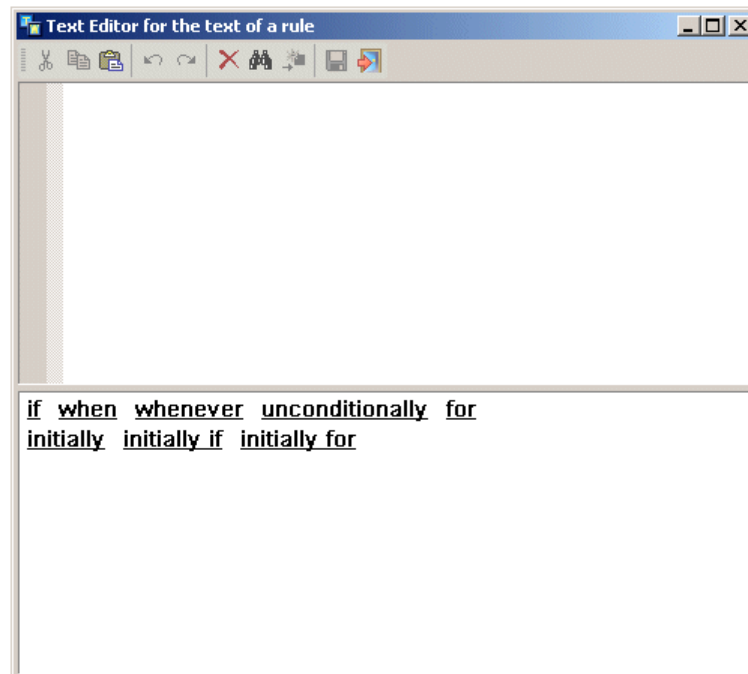 Text Editor for the text of a rule
if when whenever unconditionally for
initially initially if initially for